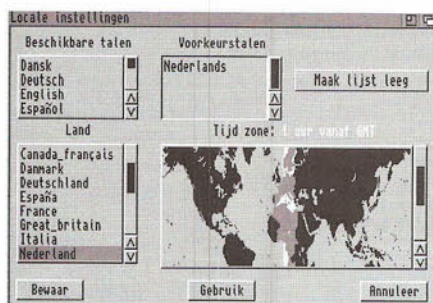 Locale instellingen
Beschikbare talen
Voorkeurstalen
Dansk
Deutsch
English
Español
Nederlands
Maak lijst leeg
Land
Tijd zone: 1 uur vanaf GMT
Canada_français
Danmark
Deutschland
España
France
Great_britain
Italia
Nederland
Bewaar
Gebruik
Annuleer